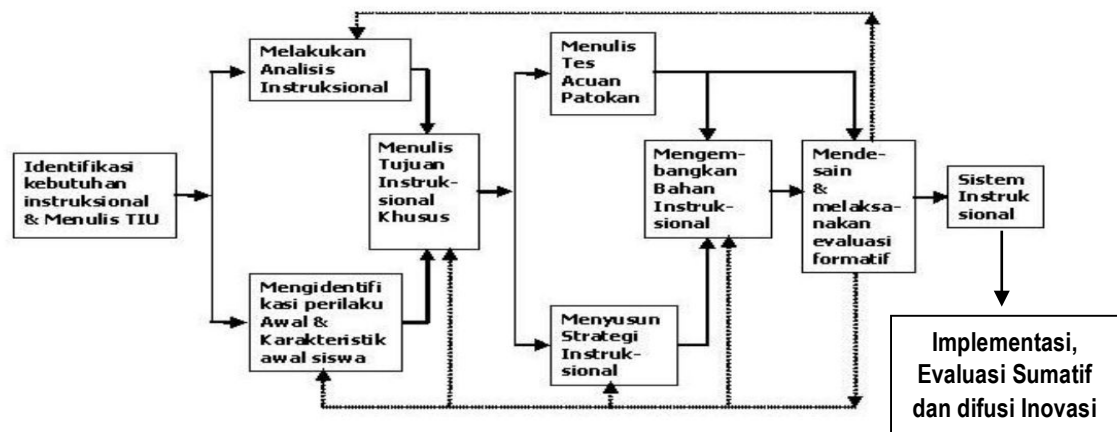 Identifikasi
kebutuhan
instruksional
& Menulis TIU
Melakukan
Analisis
Instruksional
Mengidentifi
kasi perilaku
Awal &
Karakteristik
awal siswa
Menulis
Tujuan
Instruk-
sional
Khusus
Menulis
Tes
Acuan
Patokan
Menyusun
Strategi
Instruk-
sional
Mengem-
bangkan
Bahan
Instruk-
sional
Mende-
sain
&
melaksa-
nakan
evaluasi
formatif
Sistem
Instruk
sional
Implementasi,
Evaluasi Sumatif
dan difusi Inovasi